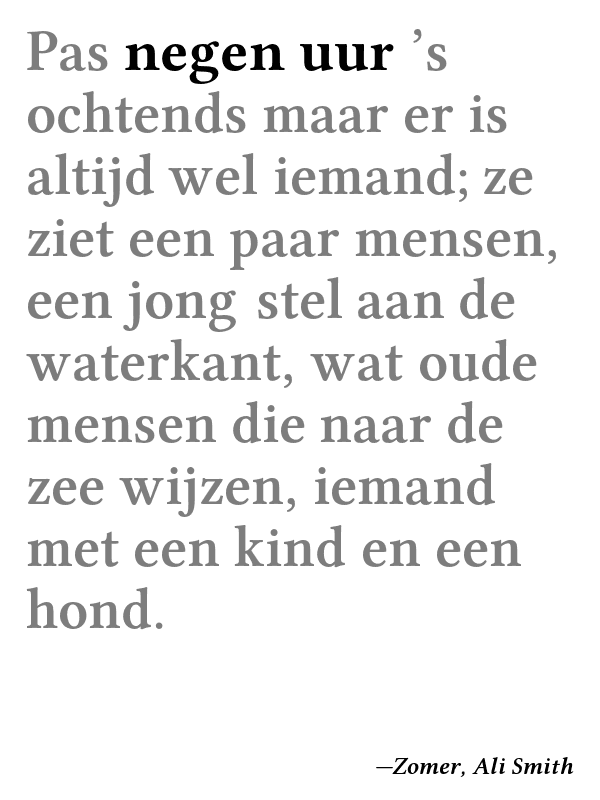 Pas negen uur ’s
ochtends maar er is
altijd wel iemand; ze
ziet een paar mensen,
een jong stel aan de
waterkant, wat oude
mensen die naar de
zee wijzen, iemand
met een kind en een
hond.
—Zomer, Ali Smith